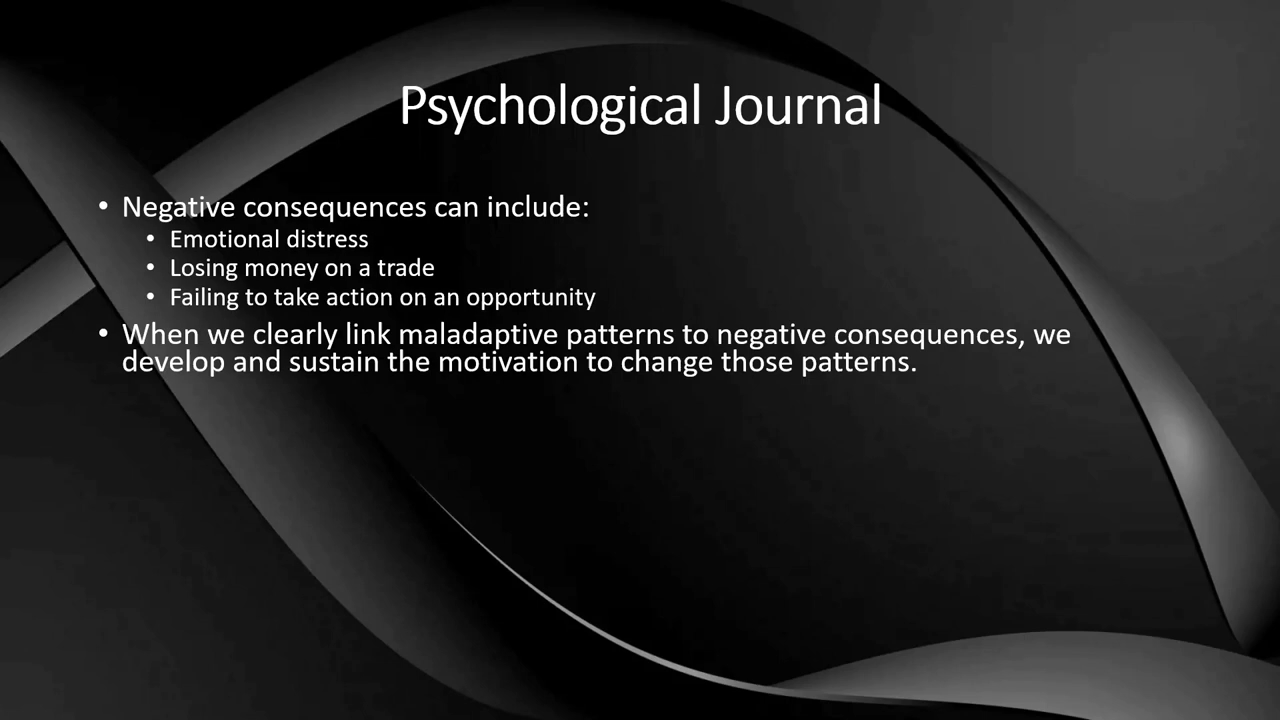 Psychological Journal
• Negative consequences can include:
• Emotional distress
• Losing money on a trade
• Failing to take action on an opportunity
• When we clearly link maladaptive patterns to negative consequences, we
develop and sustain the motivation to change those patterns.